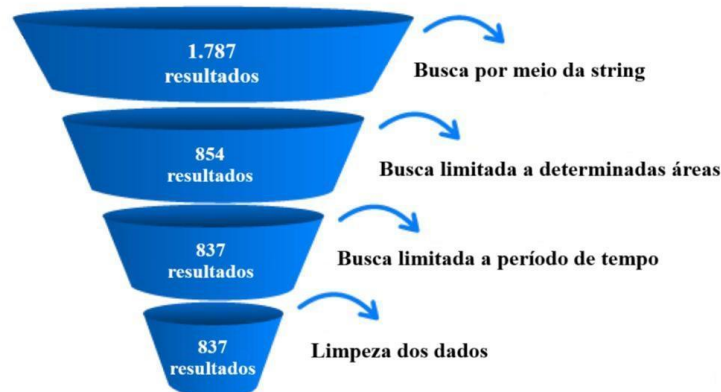 1.787
resultados
Busca por meio da string
854
resultados
Busca limitada a determinadas áreas
837
resultados
Busca limitada a período de tempo
837
resultados
Limpeza dos dados